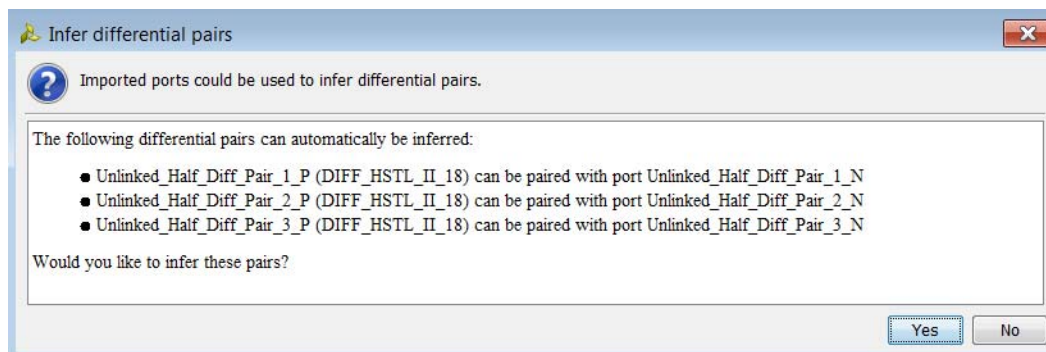 Infer differential pairs
Imported ports could be used to infer differential pairs.
The following differential pairs can automatically be inferred:
● Unlinked_Half_Diff_Pair_1_P (DIFF_HSTL_II_18) can be paired with port Unlinked_Half_Diff_Pair_1_N
● Unlinked_Half_Diff_Pair_2_P (DIFF_HSTL_II_18) can be paired with port Unlinked_Half_Diff_Pair_2_N
● Unlinked_Half_Diff_Pair_3_P (DIFF_HSTL_II_18) can be paired with port Unlinked_Half_Diff_Pair_3_N
Would you like to infer these pairs?
Yes No